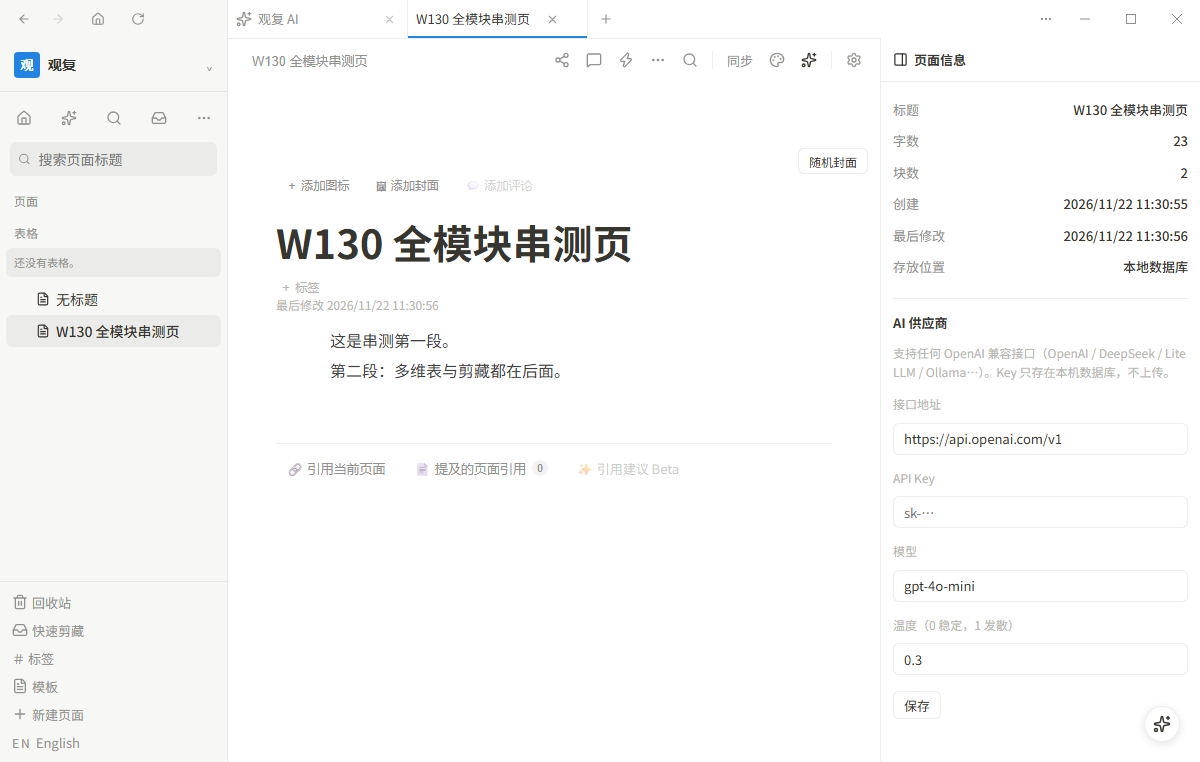 观复 AI
W130 全模块串测页
观 观复
搜索页面标题
页面
表格
还没有表格。
无标题
W130 全模块串测页
回收站
快速剪藏
# 标签
模板
新建页面
EN English
W130 全模块串测页
同步
随机封面
+ 添加图标 添加封面 添加评论
W130 全模块串测页
+ 标签
最后修改 2026/11/22 11:30:56
这是串测第一段。
第二段：多维表与剪藏都在后面。
引用当前页面 提及的页面引用 0 引用建议 Beta
页面信息
标题 W130 全模块串测页
字数 23
块数 2
创建 2026/11/22 11:30:55
最后修改 2026/11/22 11:30:56
存放位置 本地数据库
AI 供应商
支持任何 OpenAI 兼容接口（OpenAI / DeepSeek / Lite
LLM / Ollama…）。Key 只存在本机数据库，不上传。
接口地址
https://api.openai.com/v1
API Key
sk-…
模型
gpt-4o-mini
温度（0 稳定，1 发散）
0.3
保存